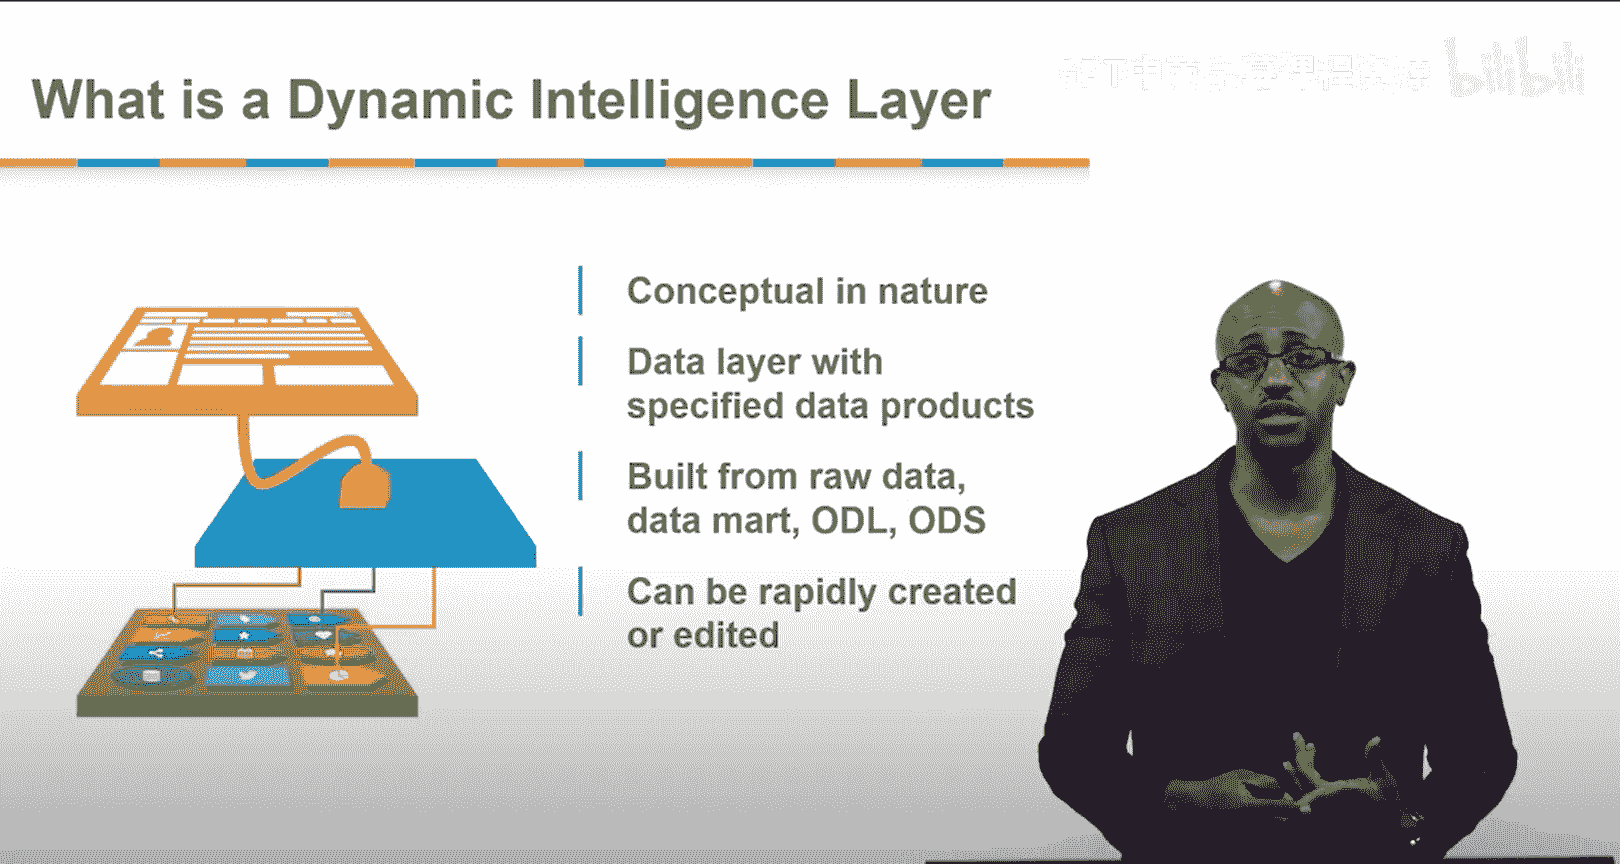 What is a Dynamic Intelligence Layer
bilibili
Conceptual in nature
Data layer with
specified data products
Built from raw data,
data mart, ODL, ODS
Can be rapidly created
or edited